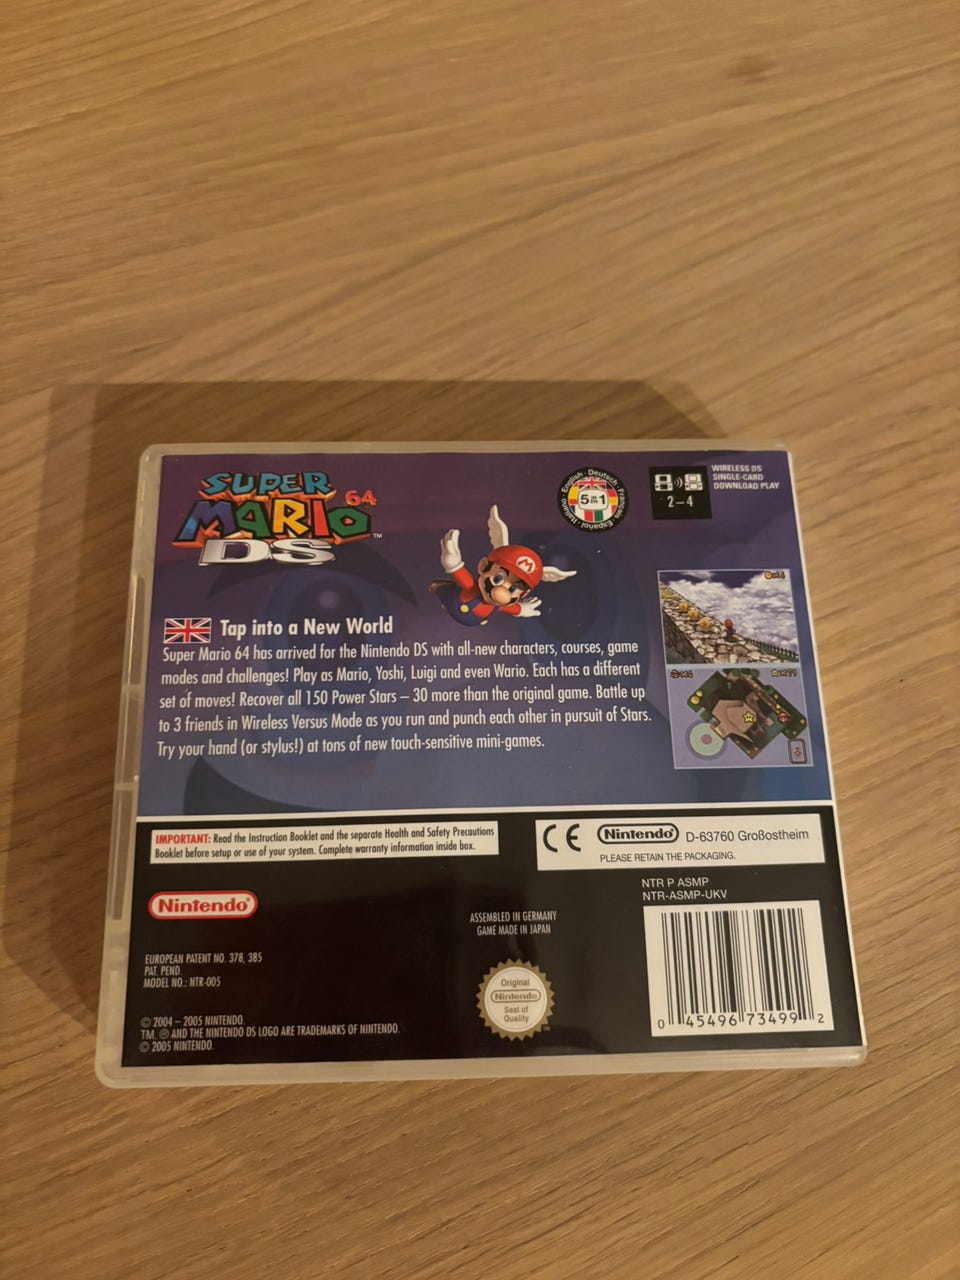 SUPER
MARIO 64 ™
DS
English · Deutsch · Français · Español · Italiano
5 IN 1
2–4
WIRELESS DS
SINGLE-CARD
DOWNLOAD PLAY
M
Tap into a New World
Super Mario 64 has arrived for the Nintendo DS with all-new characters, courses, game
modes and challenges! Play as Mario, Yoshi, Luigi and even Wario. Each has a different
set of moves! Recover all 150 Power Stars – 30 more than the original game. Battle up
to 3 friends in Wireless Versus Mode as you run and punch each other in pursuit of Stars.
Try your hand (or stylus!) at tons of new touch-sensitive mini-games.
IMPORTANT: Read the Instruction Booklet and the separate Health and Safety Precautions
Booklet before setup or use of your system. Complete warranty information inside box.
CE Nintendo® D-63760 Großostheim
PLEASE RETAIN THE PACKAGING.
NTR P ASMP
NTR-ASMP-UKV
Nintendo®
ASSEMBLED IN GERMANY
GAME MADE IN JAPAN
EUROPEAN PATENT NO. 378, 385
PAT. PEND.
MODEL NO.: NTR-005
Original
Nintendo®
Seal of
Quality
™
© 2004 – 2005 NINTENDO.
TM, ® AND THE NINTENDO DS LOGO ARE TRADEMARKS OF NINTENDO.
© 2005 NINTENDO.
0 45496 73499 2